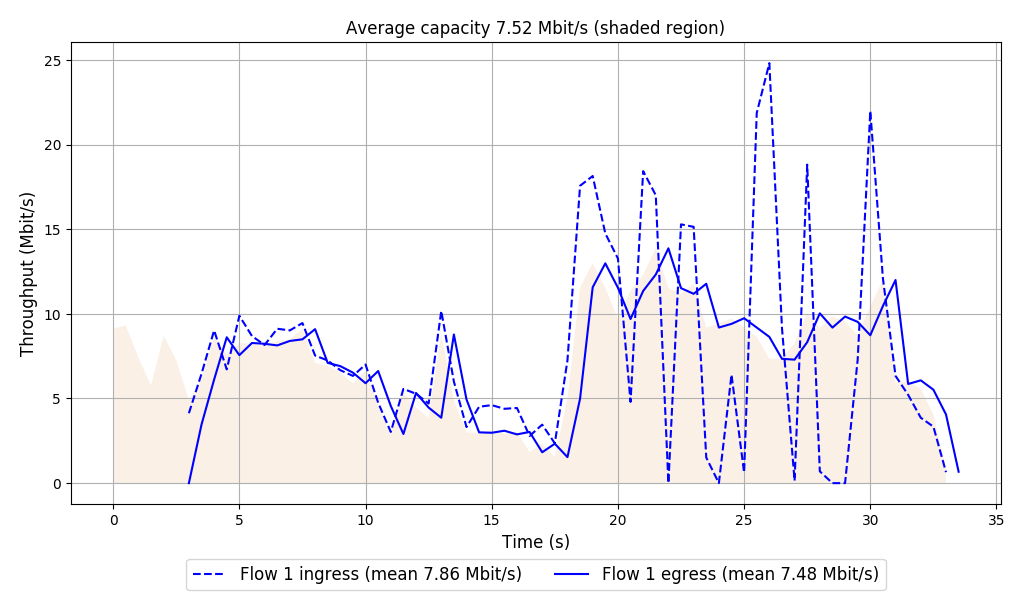 Average capacity 7.52 Mbit/s (shaded region)
Throughput (Mbit/s)
25
20
15
10
5
0
0 5 10 15 20 25 30 35
Time (s)
Flow 1 ingress (mean 7.86 Mbit/s) Flow 1 egress (mean 7.48 Mbit/s)